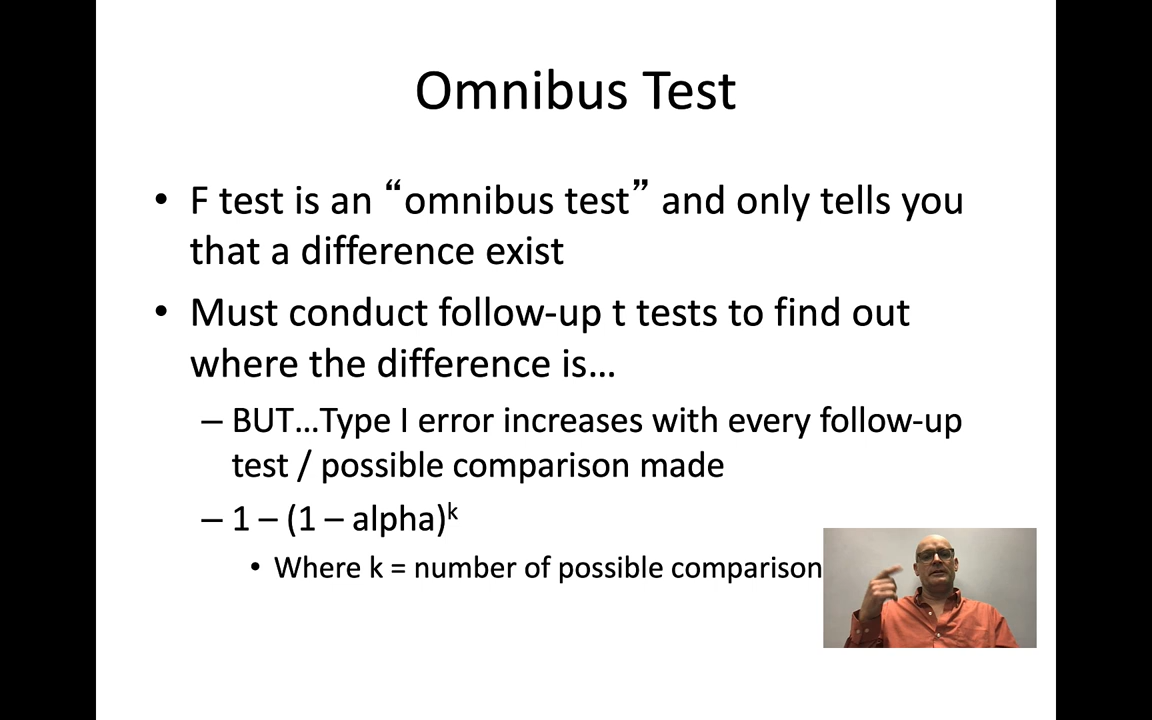 Omnibus Test
• F test is an “omnibus test” and only tells you
that a difference exist
• Must conduct follow-up t tests to find out
where the difference is…
– BUT…Type I error increases with every follow-up
test / possible comparison made
– 1 – (1 – alpha)ᵏ
• Where k = number of possible comparison